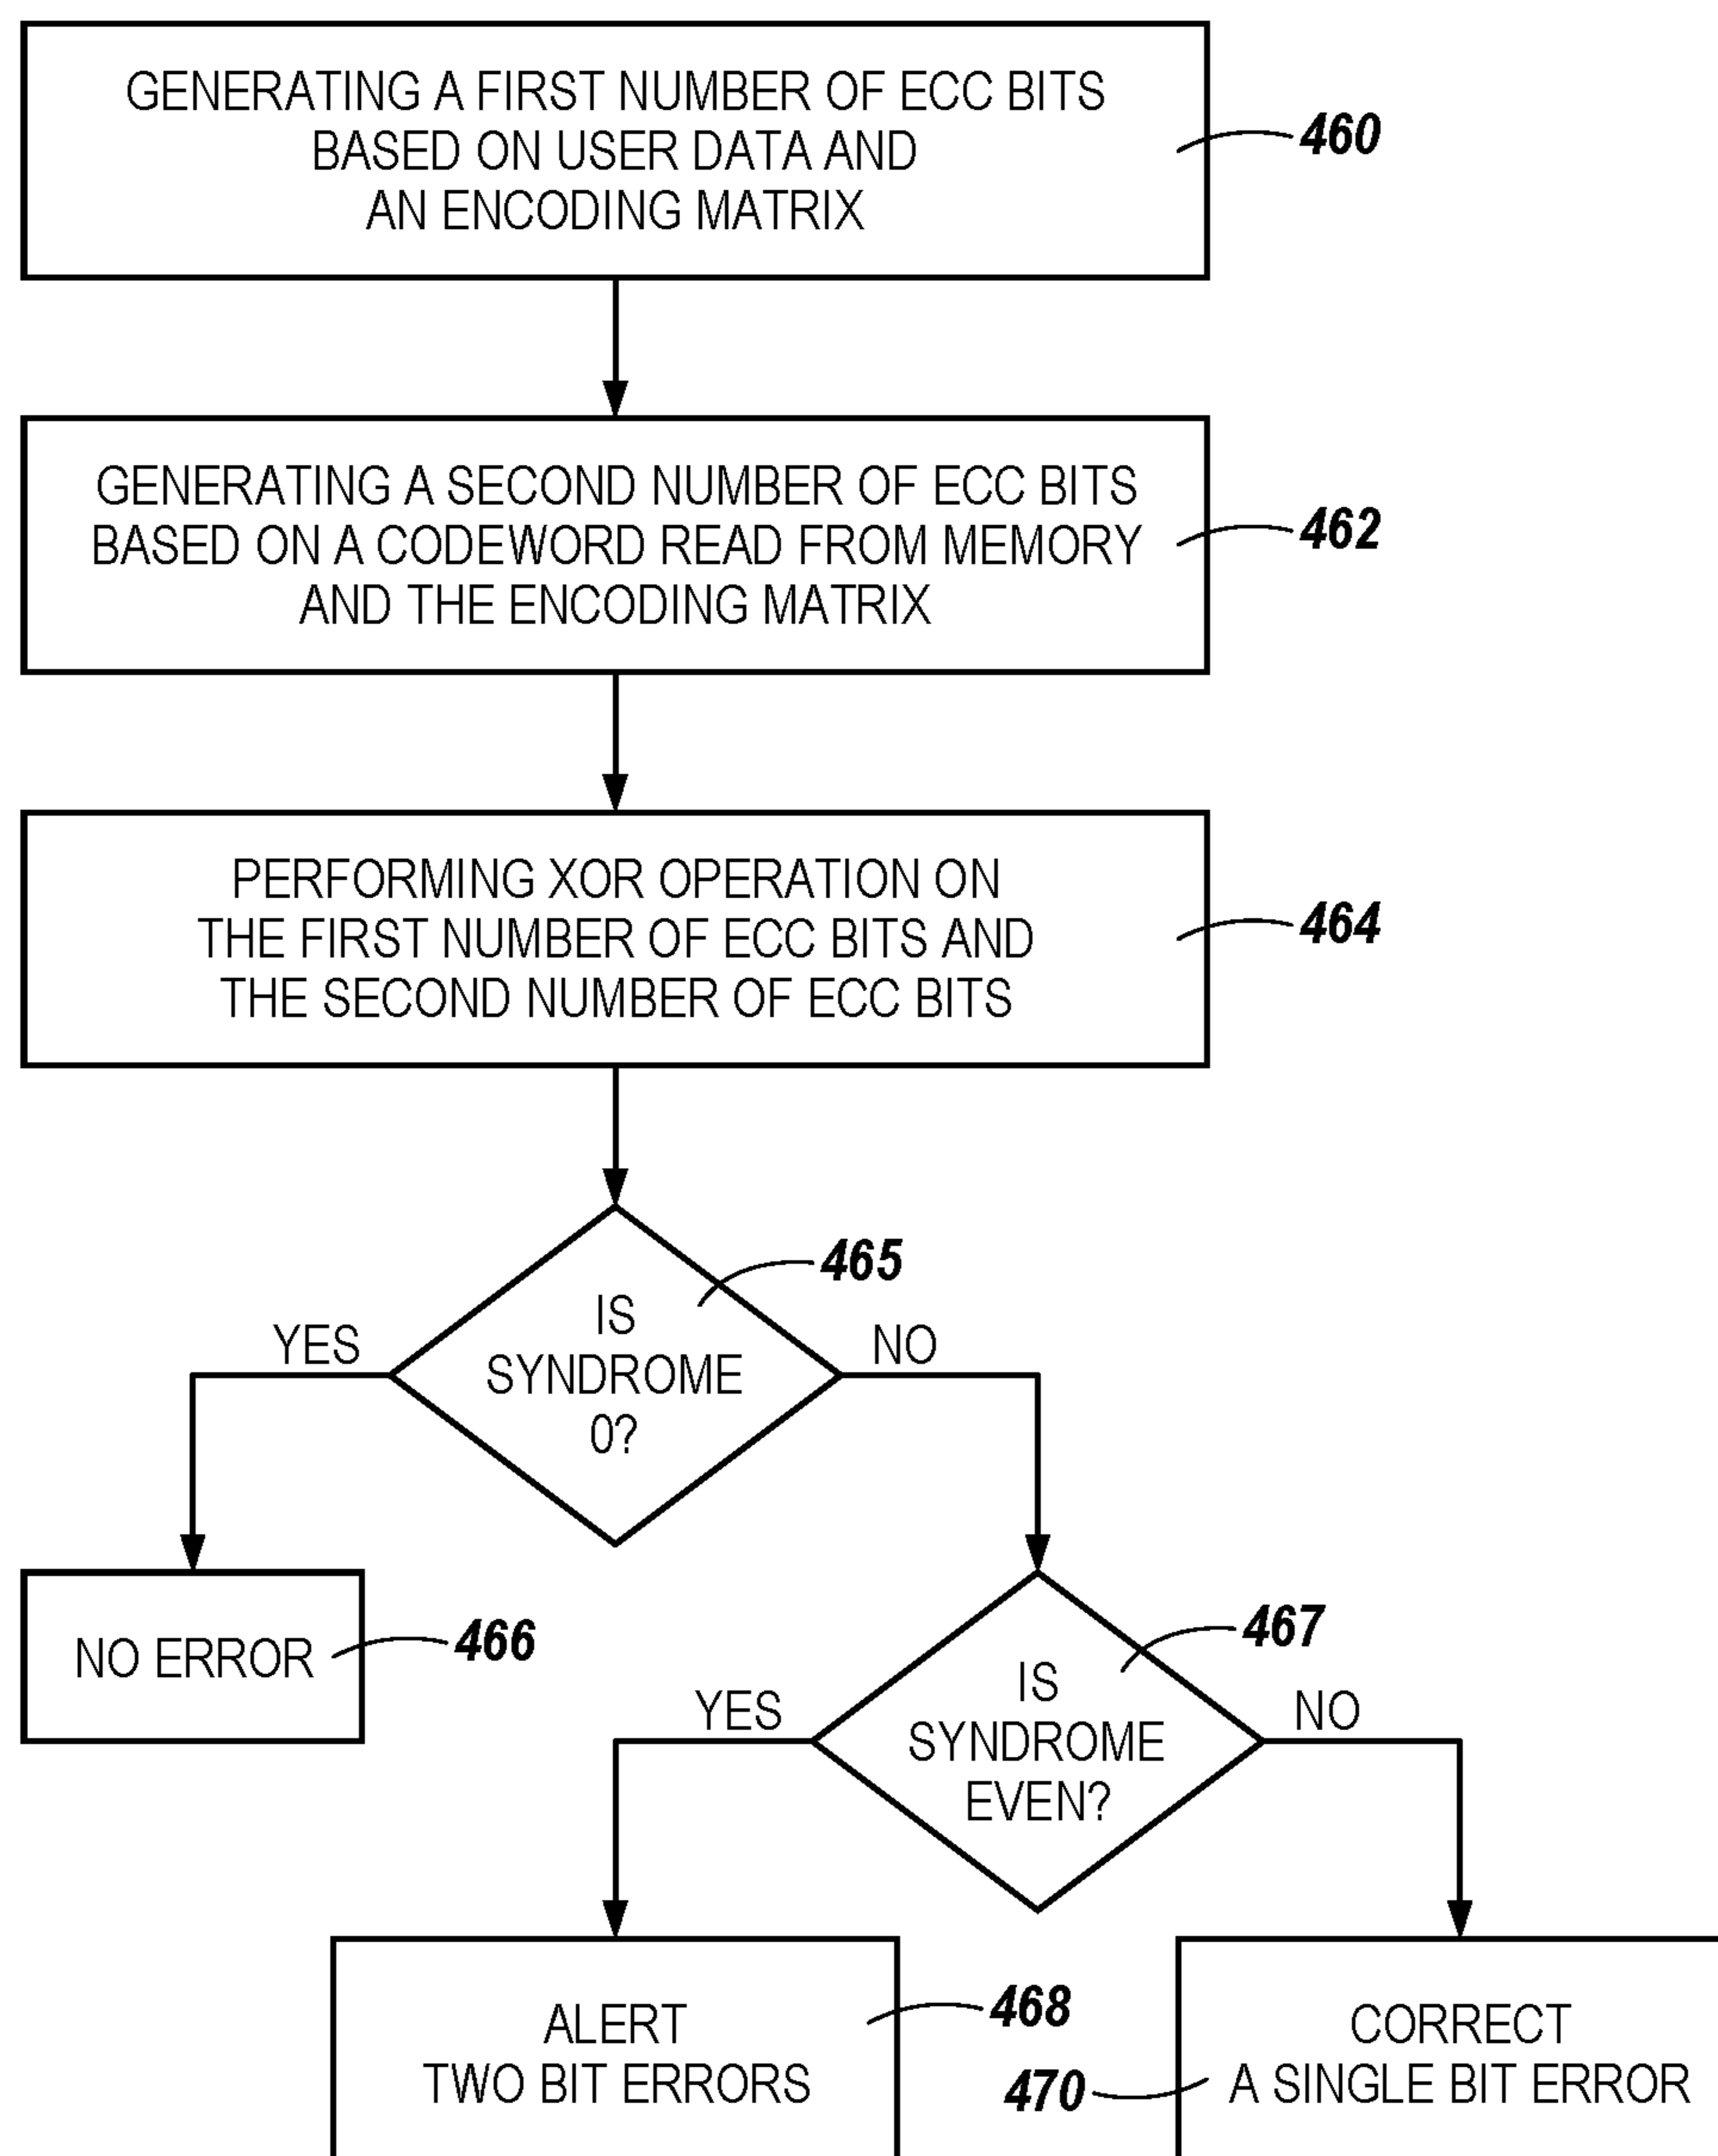 GENERATING A FIRST NUMBER OF ECC BITS
BASED ON USER DATA AND
AN ENCODING MATRIX
460
GENERATING A SECOND NUMBER OF ECC BITS
BASED ON A CODEWORD READ FROM MEMORY
AND THE ENCODING MATRIX
462
PERFORMING XOR OPERATION ON
THE FIRST NUMBER OF ECC BITS AND
THE SECOND NUMBER OF ECC BITS
464
465
IS
SYNDROME
0?
YES
NO
NO ERROR
466
467
IS
SYNDROME
EVEN?
YES
NO
ALERT
TWO BIT ERRORS
468
470
CORRECT
A SINGLE BIT ERROR